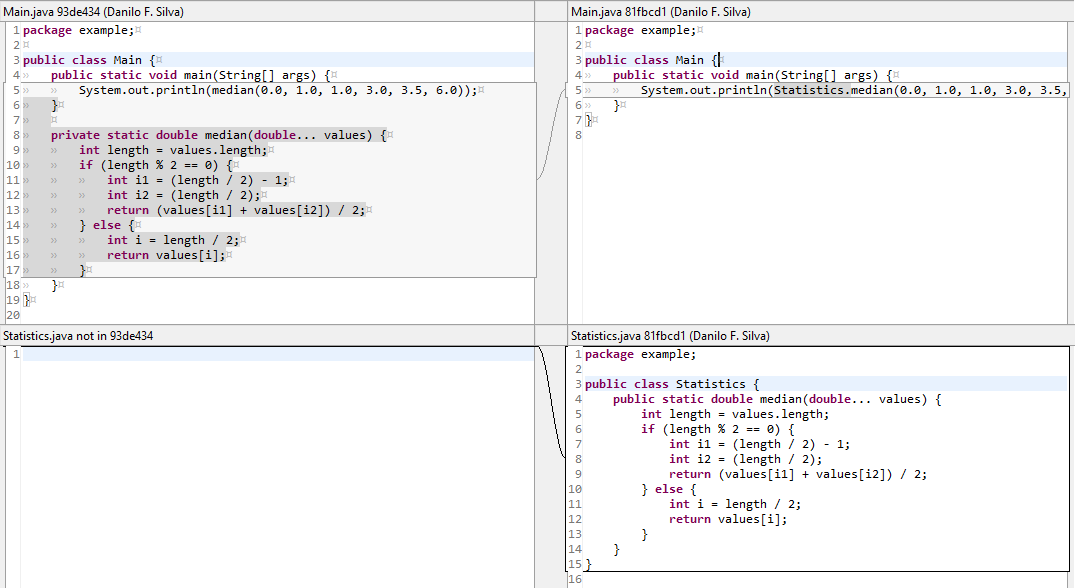 Main.java 93de434 (Danilo F. Silva)
1 package example;
2
3 public class Main {
4 public static void main(String[] args) {
5 System.out.println(median(0.0, 1.0, 1.0, 3.0, 3.5, 6.0));
6 }
7
8 private static double median(double... values) {
9 int length = values.length;
10 if (length % 2 == 0) {
11 int i1 = (length / 2) - 1;
12 int i2 = (length / 2);
13 return (values[i1] + values[i2]) / 2;
14 } else {
15 int i = length / 2;
16 return values[i];
17 }
18 }
19 }
20
Main.java 81fbcd1 (Danilo F. Silva)
1 package example;
2
3 public class Main {
4 public static void main(String[] args) {
5 System.out.println(Statistics.median(0.0, 1.0, 1.0, 3.0, 3.5,
6 }
7 }
8
Statistics.java not in 93de434
1
Statistics.java 81fbcd1 (Danilo F. Silva)
1 package example;
2
3 public class Statistics {
4 public static double median(double... values) {
5 int length = values.length;
6 if (length % 2 == 0) {
7 int i1 = (length / 2) - 1;
8 int i2 = (length / 2);
9 return (values[i1] + values[i2]) / 2;
10 } else {
11 int i = length / 2;
12 return values[i];
13 }
14 }
15 }
16